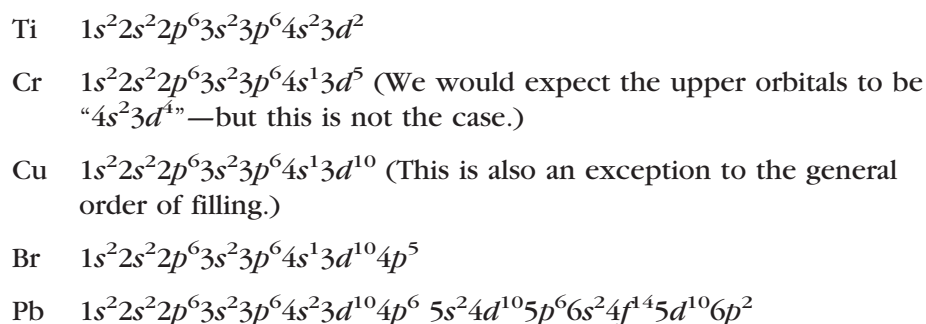 Ti 1s²2s²2p⁶3s²3p⁶4s²3d²
Cr 1s²2s²2p⁶3s²3p⁶4s¹3d⁵ (We would expect the upper orbitals to be
“4s²3d⁴”—but this is not the case.)
Cu 1s²2s²2p⁶3s²3p⁶4s¹3d¹⁰ (This is also an exception to the general
order of filling.)
Br 1s²2s²2p⁶3s²3p⁶4s¹3d¹⁰4p⁵
Pb 1s²2s²2p⁶3s²3p⁶4s²3d¹⁰4p⁶ 5s²4d¹⁰5p⁶6s²4f¹⁴5d¹⁰6p²